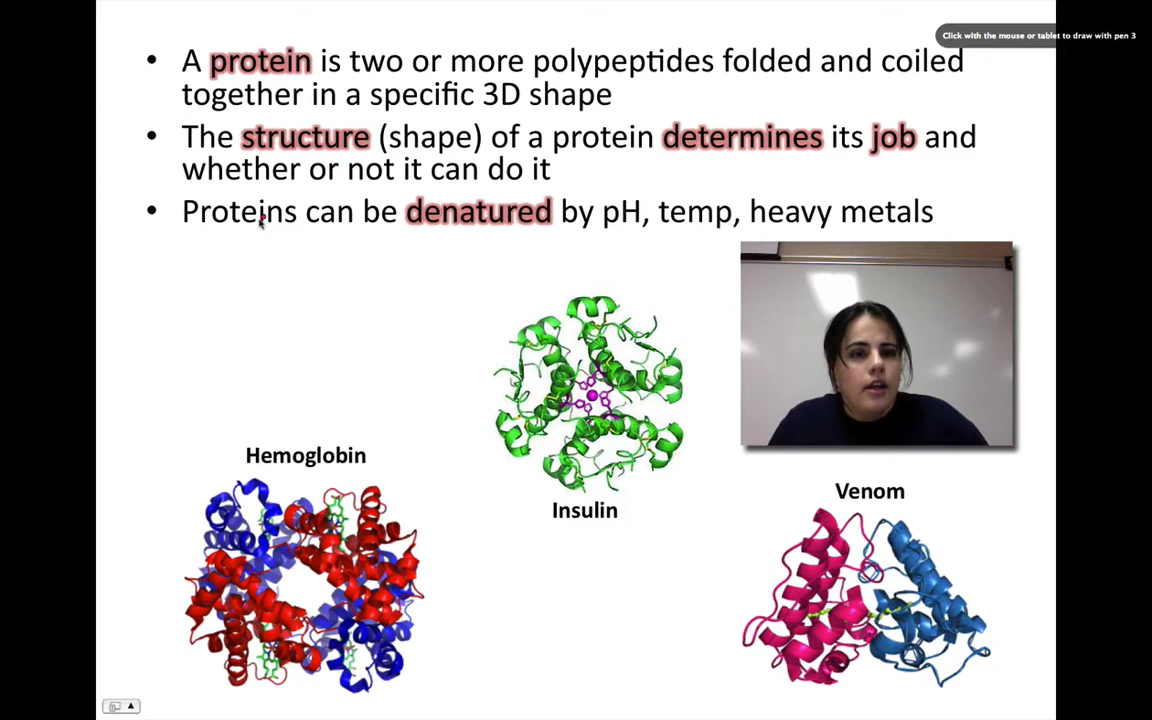 Click with the mouse or tablet to draw with pen 3
• A protein is two or more polypeptides folded and coiled
together in a specific 3D shape
• The structure (shape) of a protein determines its job and
whether or not it can do it
• Proteins can be denatured by pH, temp, heavy metals
Hemoglobin
Insulin
Venom